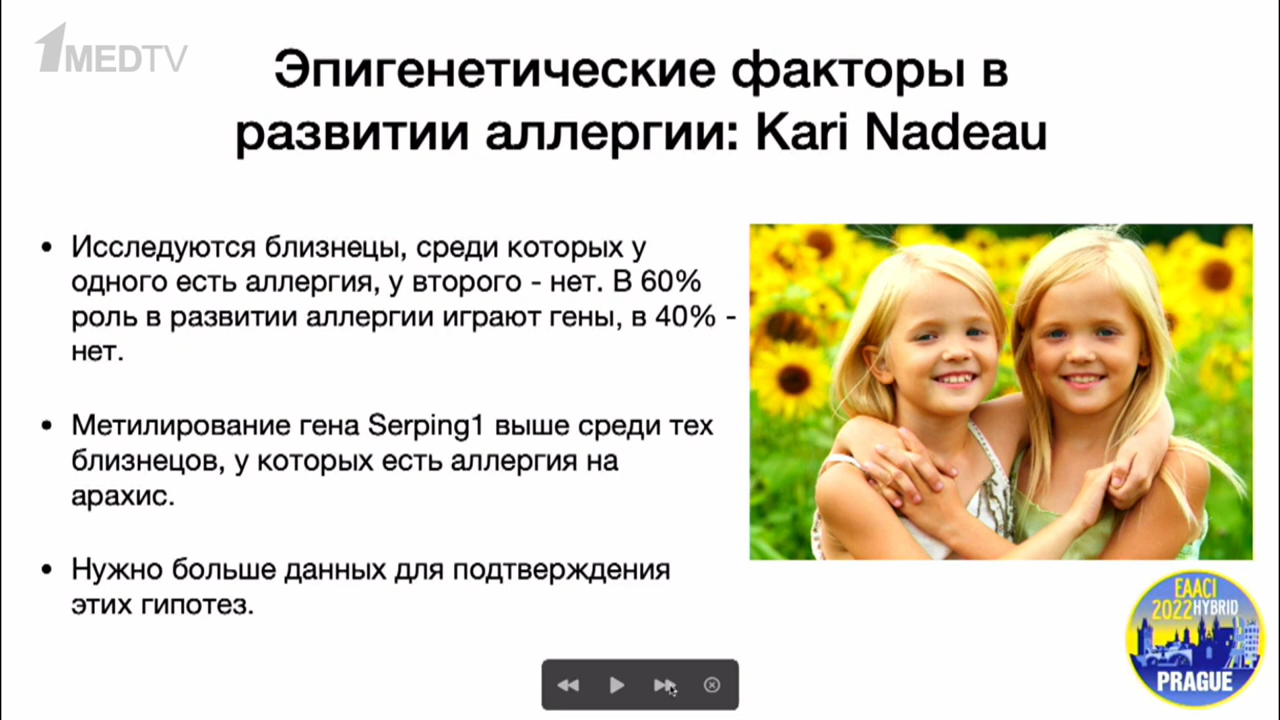 1MEDTV
Эпигенетические факторы в
развитии аллергии: Kari Nadeau
• Исследуются близнецы, среди которых у
одного есть аллергия, у второго - нет. В 60%
роль в развитии аллергии играют гены, в 40% -
нет.
• Метилирование гена Serping1 выше среди тех
близнецов, у которых есть аллергия на
арахис.
• Нужно больше данных для подтверждения
этих гипотез.
EAACI
2022 HYBRID
PRAGUE